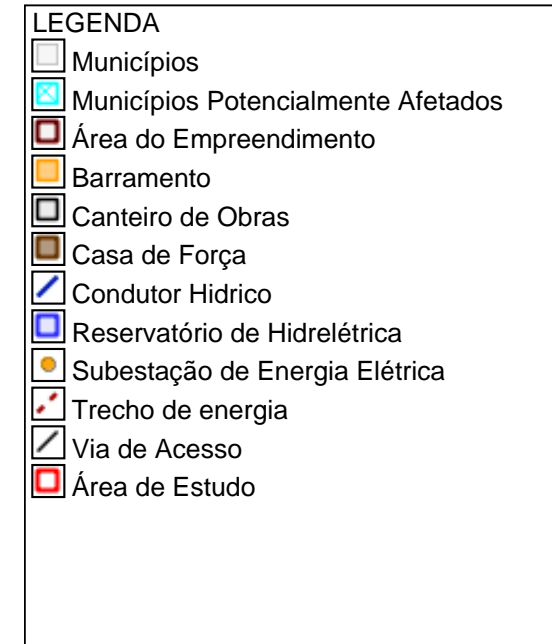 LEGENDA
Municípios
Municípios Potencialmente Afetados
Área do Empreendimento
Barramento
Canteiro de Obras
Casa de Força
Condutor Hidrico
Reservatório de Hidrelétrica
Subestação de Energia Elétrica
Trecho de energia
Via de Acesso
Área de Estudo